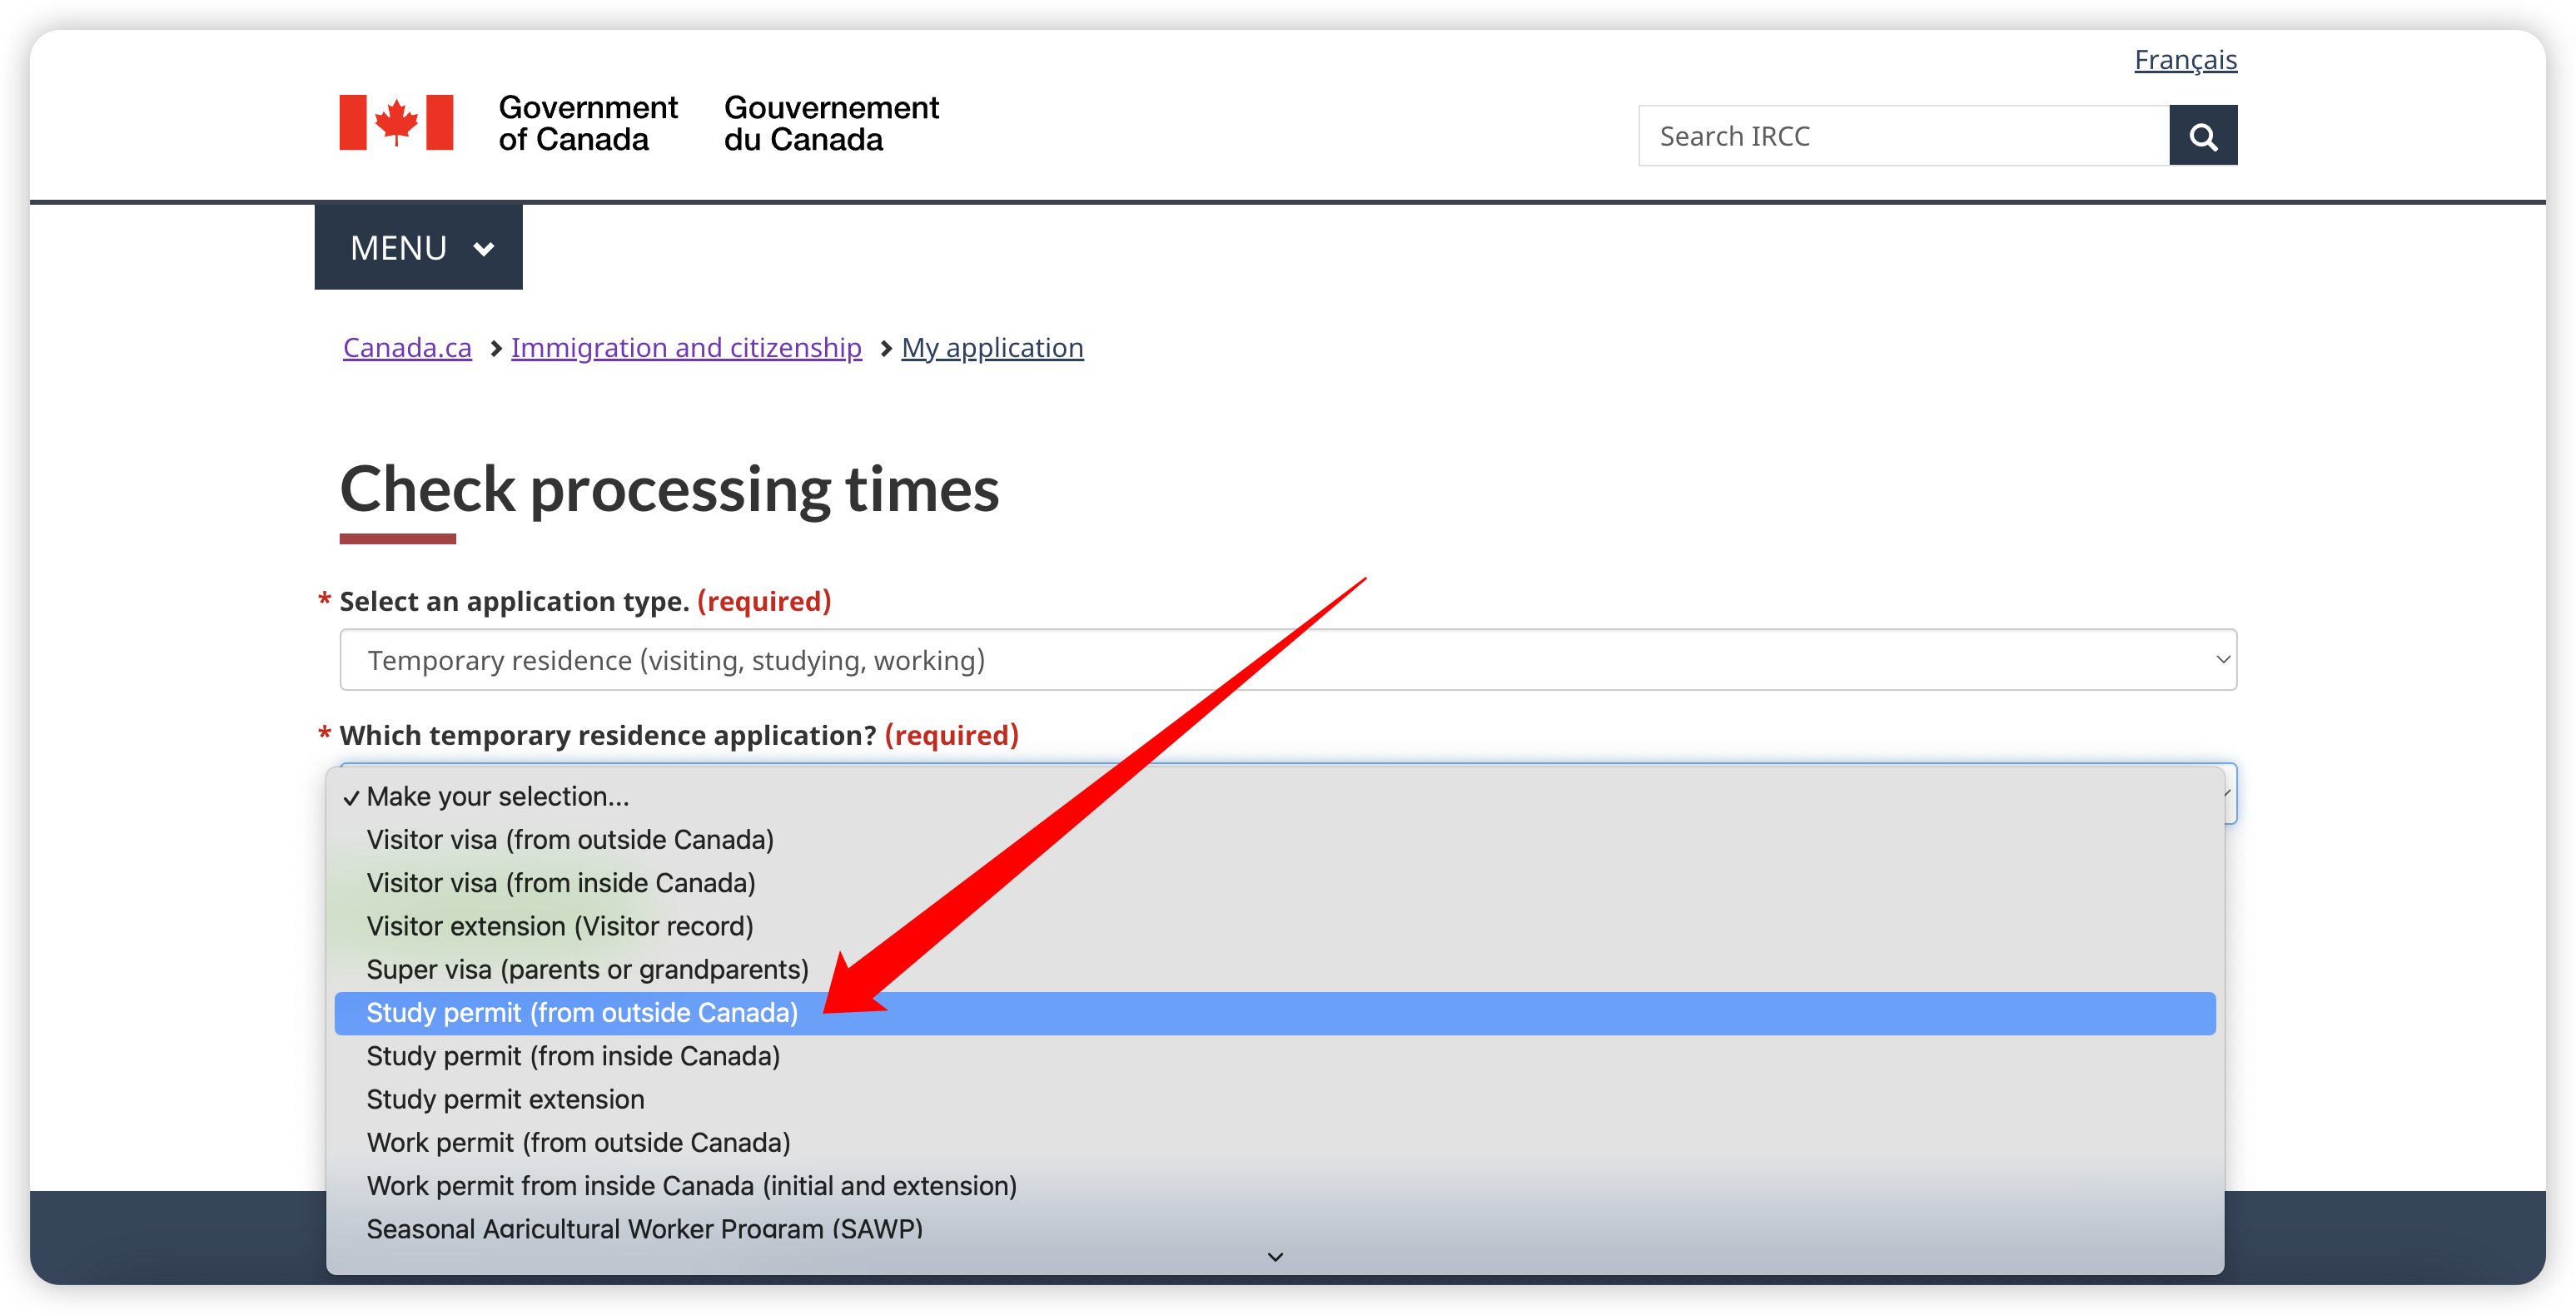 Français
Government of Canada
Gouvernement du Canada
Search IRCC
MENU
Canada.ca > Immigration and citizenship > My application
Check processing times
* Select an application type. (required)
Temporary residence (visiting, studying, working)
* Which temporary residence application? (required)
✓ Make your selection...
Visitor visa (from outside Canada)
Visitor visa (from inside Canada)
Visitor extension (Visitor record)
Super visa (parents or grandparents)
Study permit (from outside Canada)
Study permit (from inside Canada)
Study permit extension
Work permit (from outside Canada)
Work permit from inside Canada (initial and extension)
Seasonal Agricultural Worker Program (SAWP)